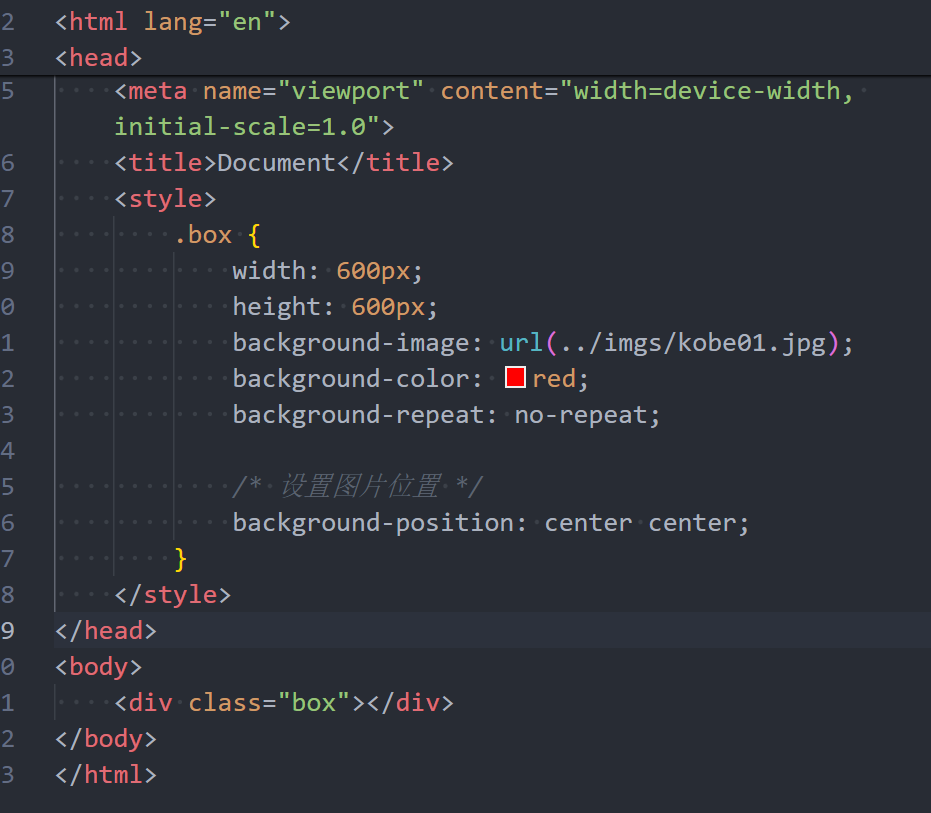 2 <html lang="en">
3 <head>
5     <meta name="viewport" content="width=device-width,
initial-scale=1.0">
6     <title>Document</title>
7     <style>
8         .box {
9             width: 600px;
0             height: 600px;
1             background-image: url(../imgs/kobe01.jpg);
2             background-color: red;
3             background-repeat: no-repeat;
4
5             /* 设置图片位置 */
6             background-position: center center;
7         }
8     </style>
9 </head>
0 <body>
1     <div class="box"></div>
2 </body>
3 </html>